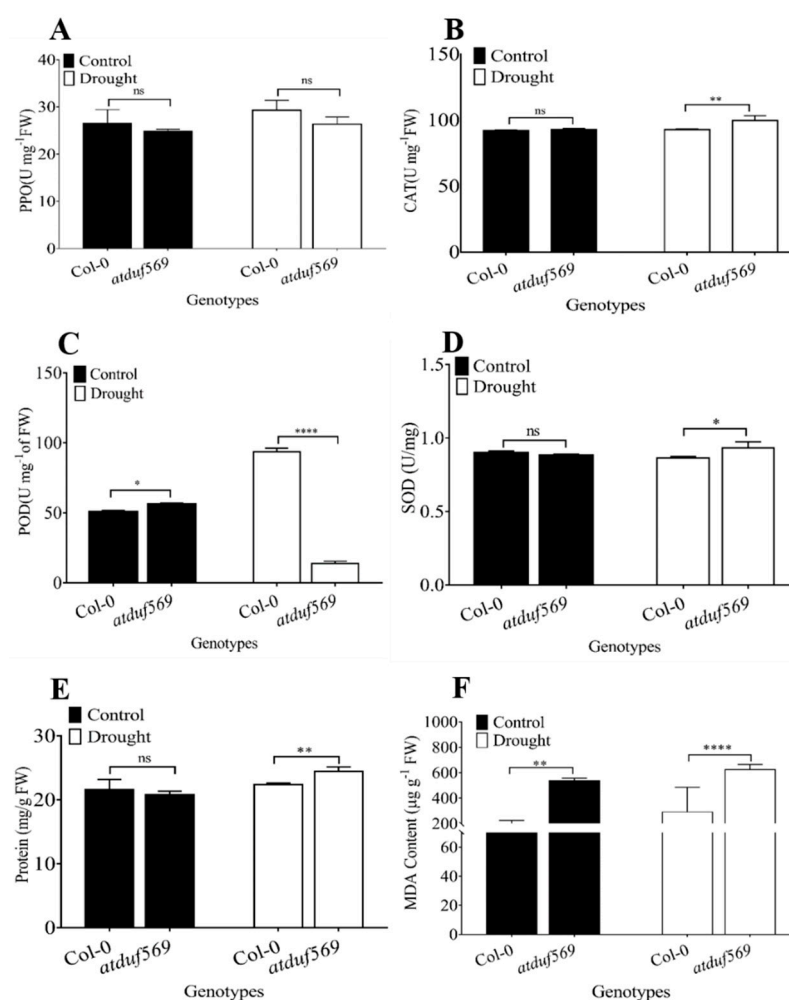 A
Control
Drought
PPO(U mg-1FW)
40
30
20
10
0
ns
ns
Col-0
atduf569
Col-0
atduf569
Genotypes
B
Control
Drought
CAT(U mg-1FW)
150
100
50
0
ns
**
Col-0
atduf569
Col-0
atduf569
Genotypes
C
Control
Drought
POD(U mg-1of FW)
150
100
50
0
*
****
Col-0
atduf569
Col-0
atduf569
Genotypes
D
Control
Drought
SOD (U/mg)
1.5
1.0
0.5
0.0
ns
*
Col-0
atduf569
Col-0
atduf569
Genotypes
E
Control
Drought
Protein (mg/g FW)
30
20
10
0
ns
**
Col-0
atduf569
Col-0
atduf569
Genotypes
F
Control
Drought
MDA Content (µg g-1 FW)
1000
800
600
400
200
80
60
40
20
0
**
****
Col-0
atduf569
Col-0
atduf569
Genotypes